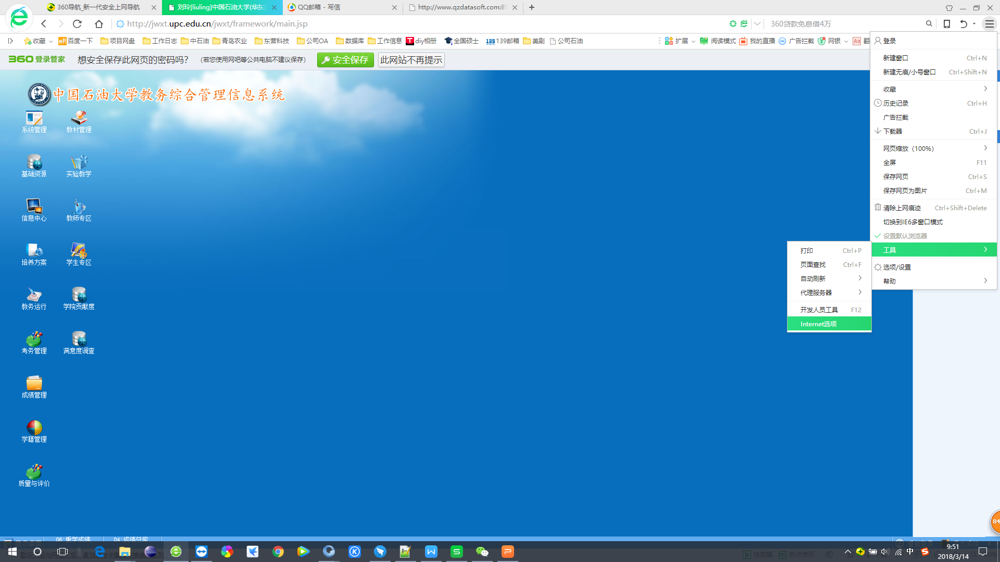 360导航_新一代安全上网导航
刘玲[liuling]中国石油大学(华东)
QQ邮箱 - 写信
http://www.qzdatasoft.com:81
http://jwxt.upc.edu.cn/jwxt/framework/main.jsp
360贷款免息借4万
收藏
百度一下
项目网盘
工作日志
中石油
青岛农业
东营科技
公司OA
数据库
工作信息
diy相册
全国硕士
139邮箱
美剧
公司石油
扩展
阅读模式
我的直播
广告拦截
网银
翻
360登录管家
想安全保存此网页的密码吗?
(若您使用网吧等公共电脑不建议保存)
安全保存
此网站不再提示
中国石油大学教务综合管理信息系统
系统管理
教材管理
基础资源
实验教学
信息中心
教师专区
培养方案
学生专区
教务运行
学院贡献度
考务管理
满意度调查
成绩管理
学籍管理
质量与评价
登录
新建窗口 Ctrl+N
新建无痕/小号窗口 Ctrl+Shift+N
收藏
历史记录 Ctrl+H
广告拦截
下载器 Ctrl+J
网页缩放 (100%)
全屏 F11
保存网页 Ctrl+S
保存网页为图片 Ctrl+M
清除上网痕迹 Ctrl+Shift+Delete
切换到IE6多窗口模式
设置默认浏览器
工具
选项/设置
帮助
打印 Ctrl+P
页面查找 Ctrl+F
自动刷新
代理服务器
开发人员工具 F12
Internet选项
84
06:重学成绩
04:成绩总库
快剪辑
热点资讯
中
9:51
2018/3/14